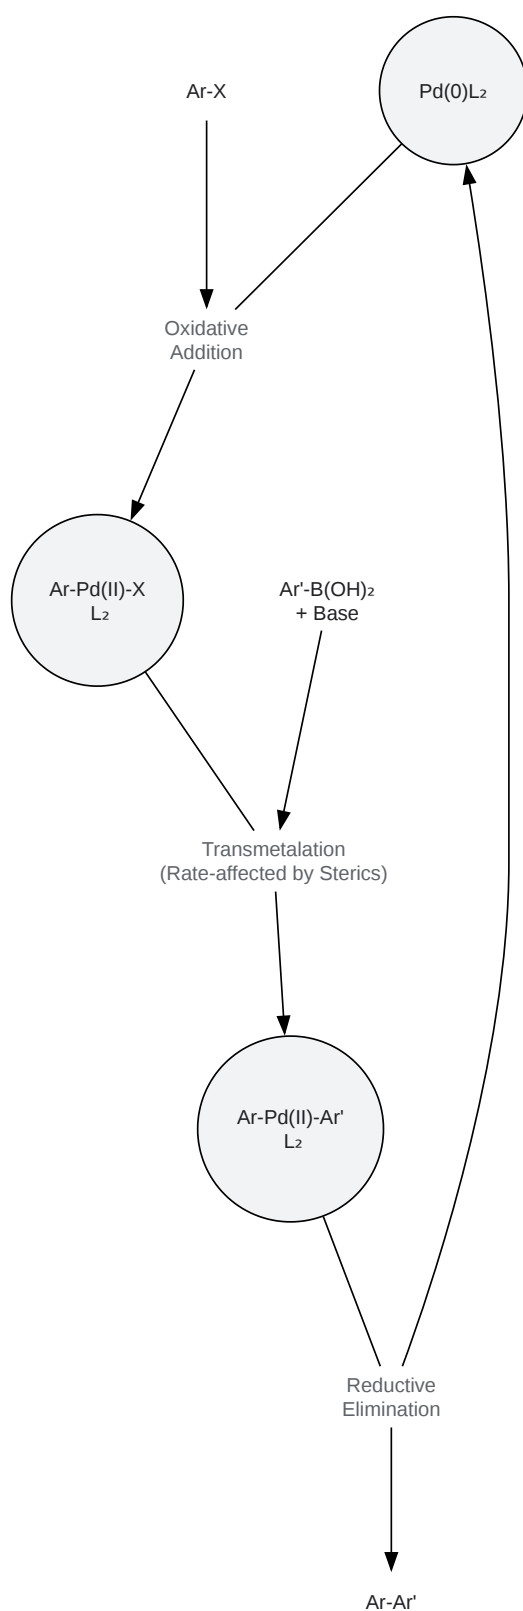 Ar-X
Pd(0)L₂
Oxidative
Addition
Ar-Pd(II)-X
L₂
Ar'-B(OH)₂
+ Base
Transmetalation
(Rate-affected by Sterics)
Ar-Pd(II)-Ar'
L₂
Reductive
Elimination
Ar-Ar'